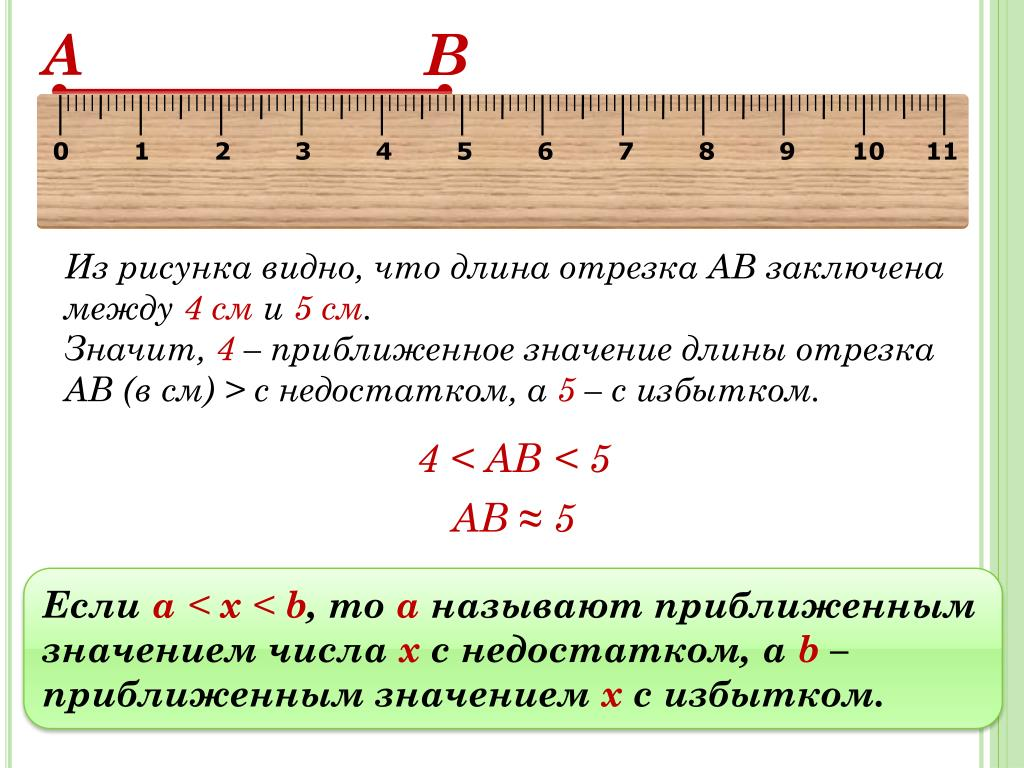 A B
0 1 2 3 4 5 6 7 8 9 10 11
Из рисунка видно, что длина отрезка АВ заключена
между 4 см и 5 см.
Значит, 4 – приближенное значение длины отрезка
АВ (в см) > с недостатком, а 5 – с избытком.
4 < АВ < 5
АВ ≈ 5
Если a < x < b, то a называют приближенным
значением числа x с недостатком, а b –
приближенным значением x с избытком.